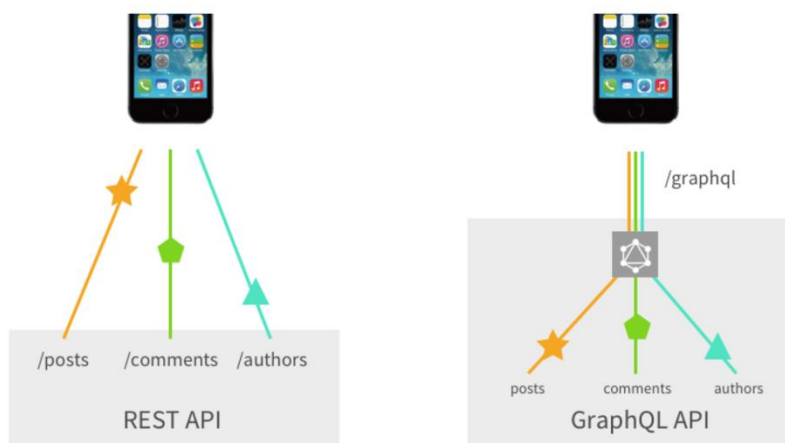 /posts
/comments
/authors
REST API
/graphql
posts
comments
authors
GraphQL API